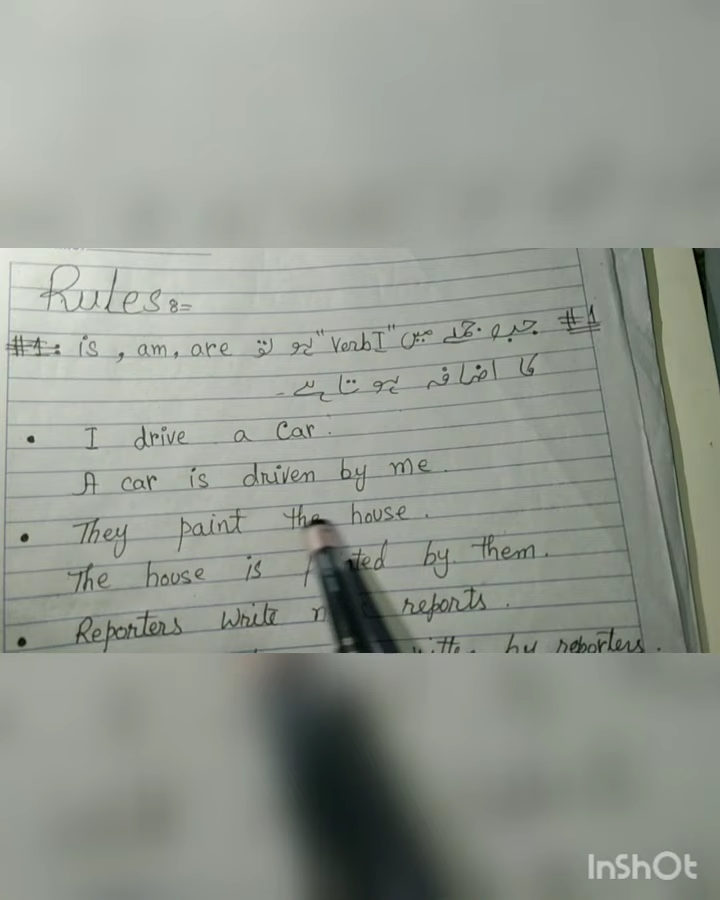 Rules:-
#1 جب جملے میں "Verb I" ہو تو is, am, are #1:
کا اضافہ ہوتا ہے۔
• I drive a car.
A car is driven by me.
• They paint the house.
The house is by them.
• Reporters write reports.
by reporters.
InShOt